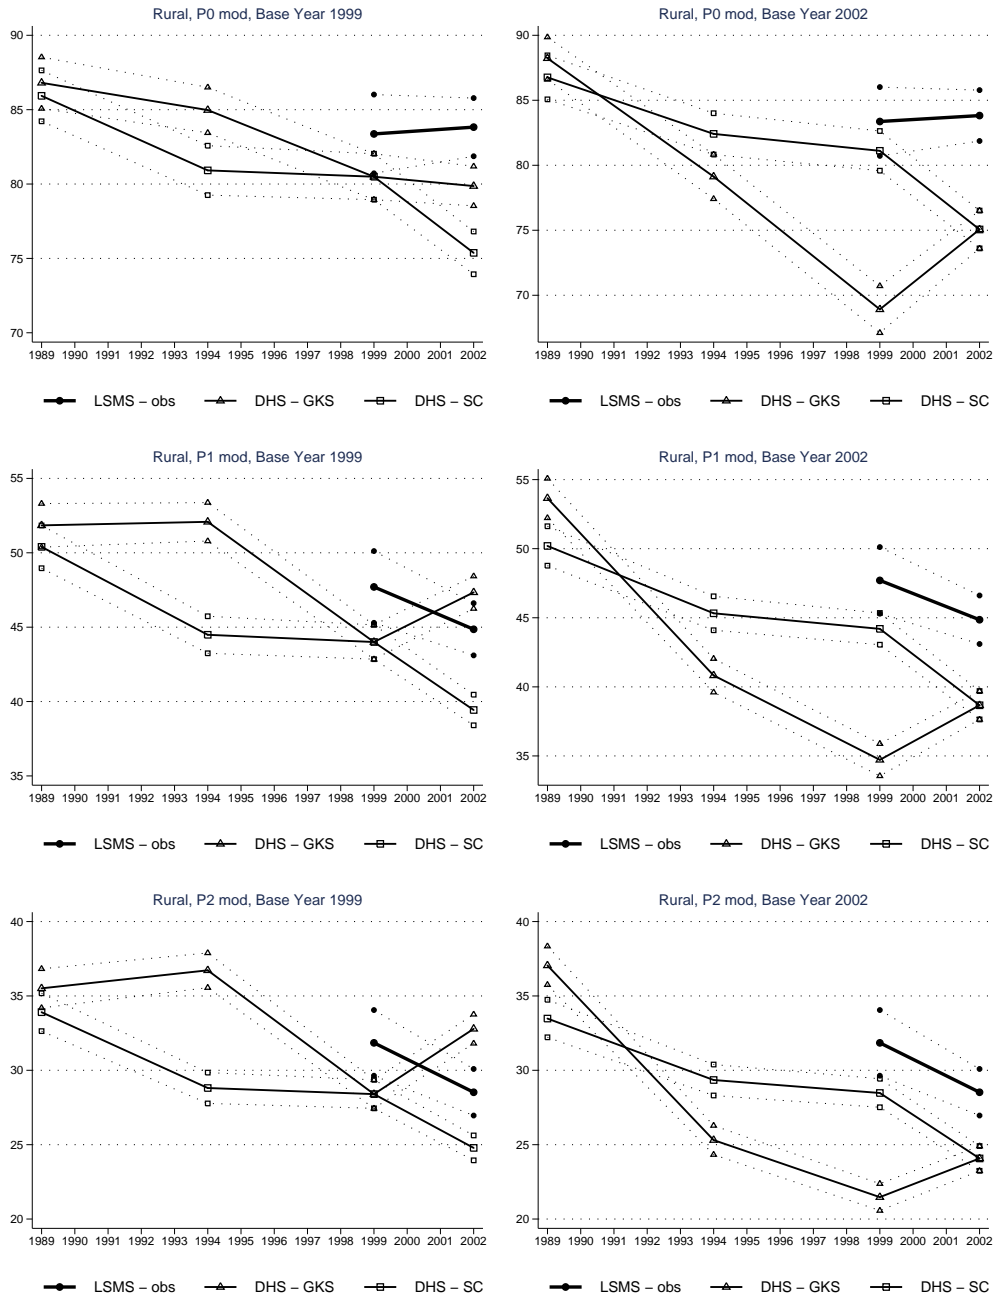 Rural, P0 mod, Base Year 1999
90
85
80
75
70
1989 1990 1991 1992 1993 1994 1995 1996 1997 1998 1999 2000 2001 2002
LSMS – obs DHS – GKS DHS – SC
Rural, P0 mod, Base Year 2002
90
85
80
75
70
1989 1990 1991 1992 1993 1994 1995 1996 1997 1998 1999 2000 2001 2002
LSMS – obs DHS – GKS DHS – SC
Rural, P1 mod, Base Year 1999
55
50
45
40
35
1989 1990 1991 1992 1993 1994 1995 1996 1997 1998 1999 2000 2001 2002
LSMS – obs DHS – GKS DHS – SC
Rural, P1 mod, Base Year 2002
55
50
45
40
35
1989 1990 1991 1992 1993 1994 1995 1996 1997 1998 1999 2000 2001 2002
LSMS – obs DHS – GKS DHS – SC
Rural, P2 mod, Base Year 1999
40
35
30
25
20
1989 1990 1991 1992 1993 1994 1995 1996 1997 1998 1999 2000 2001 2002
LSMS – obs DHS – GKS DHS – SC
Rural, P2 mod, Base Year 2002
40
35
30
25
20
1989 1990 1991 1992 1993 1994 1995 1996 1997 1998 1999 2000 2001 2002
LSMS – obs DHS – GKS DHS – SC